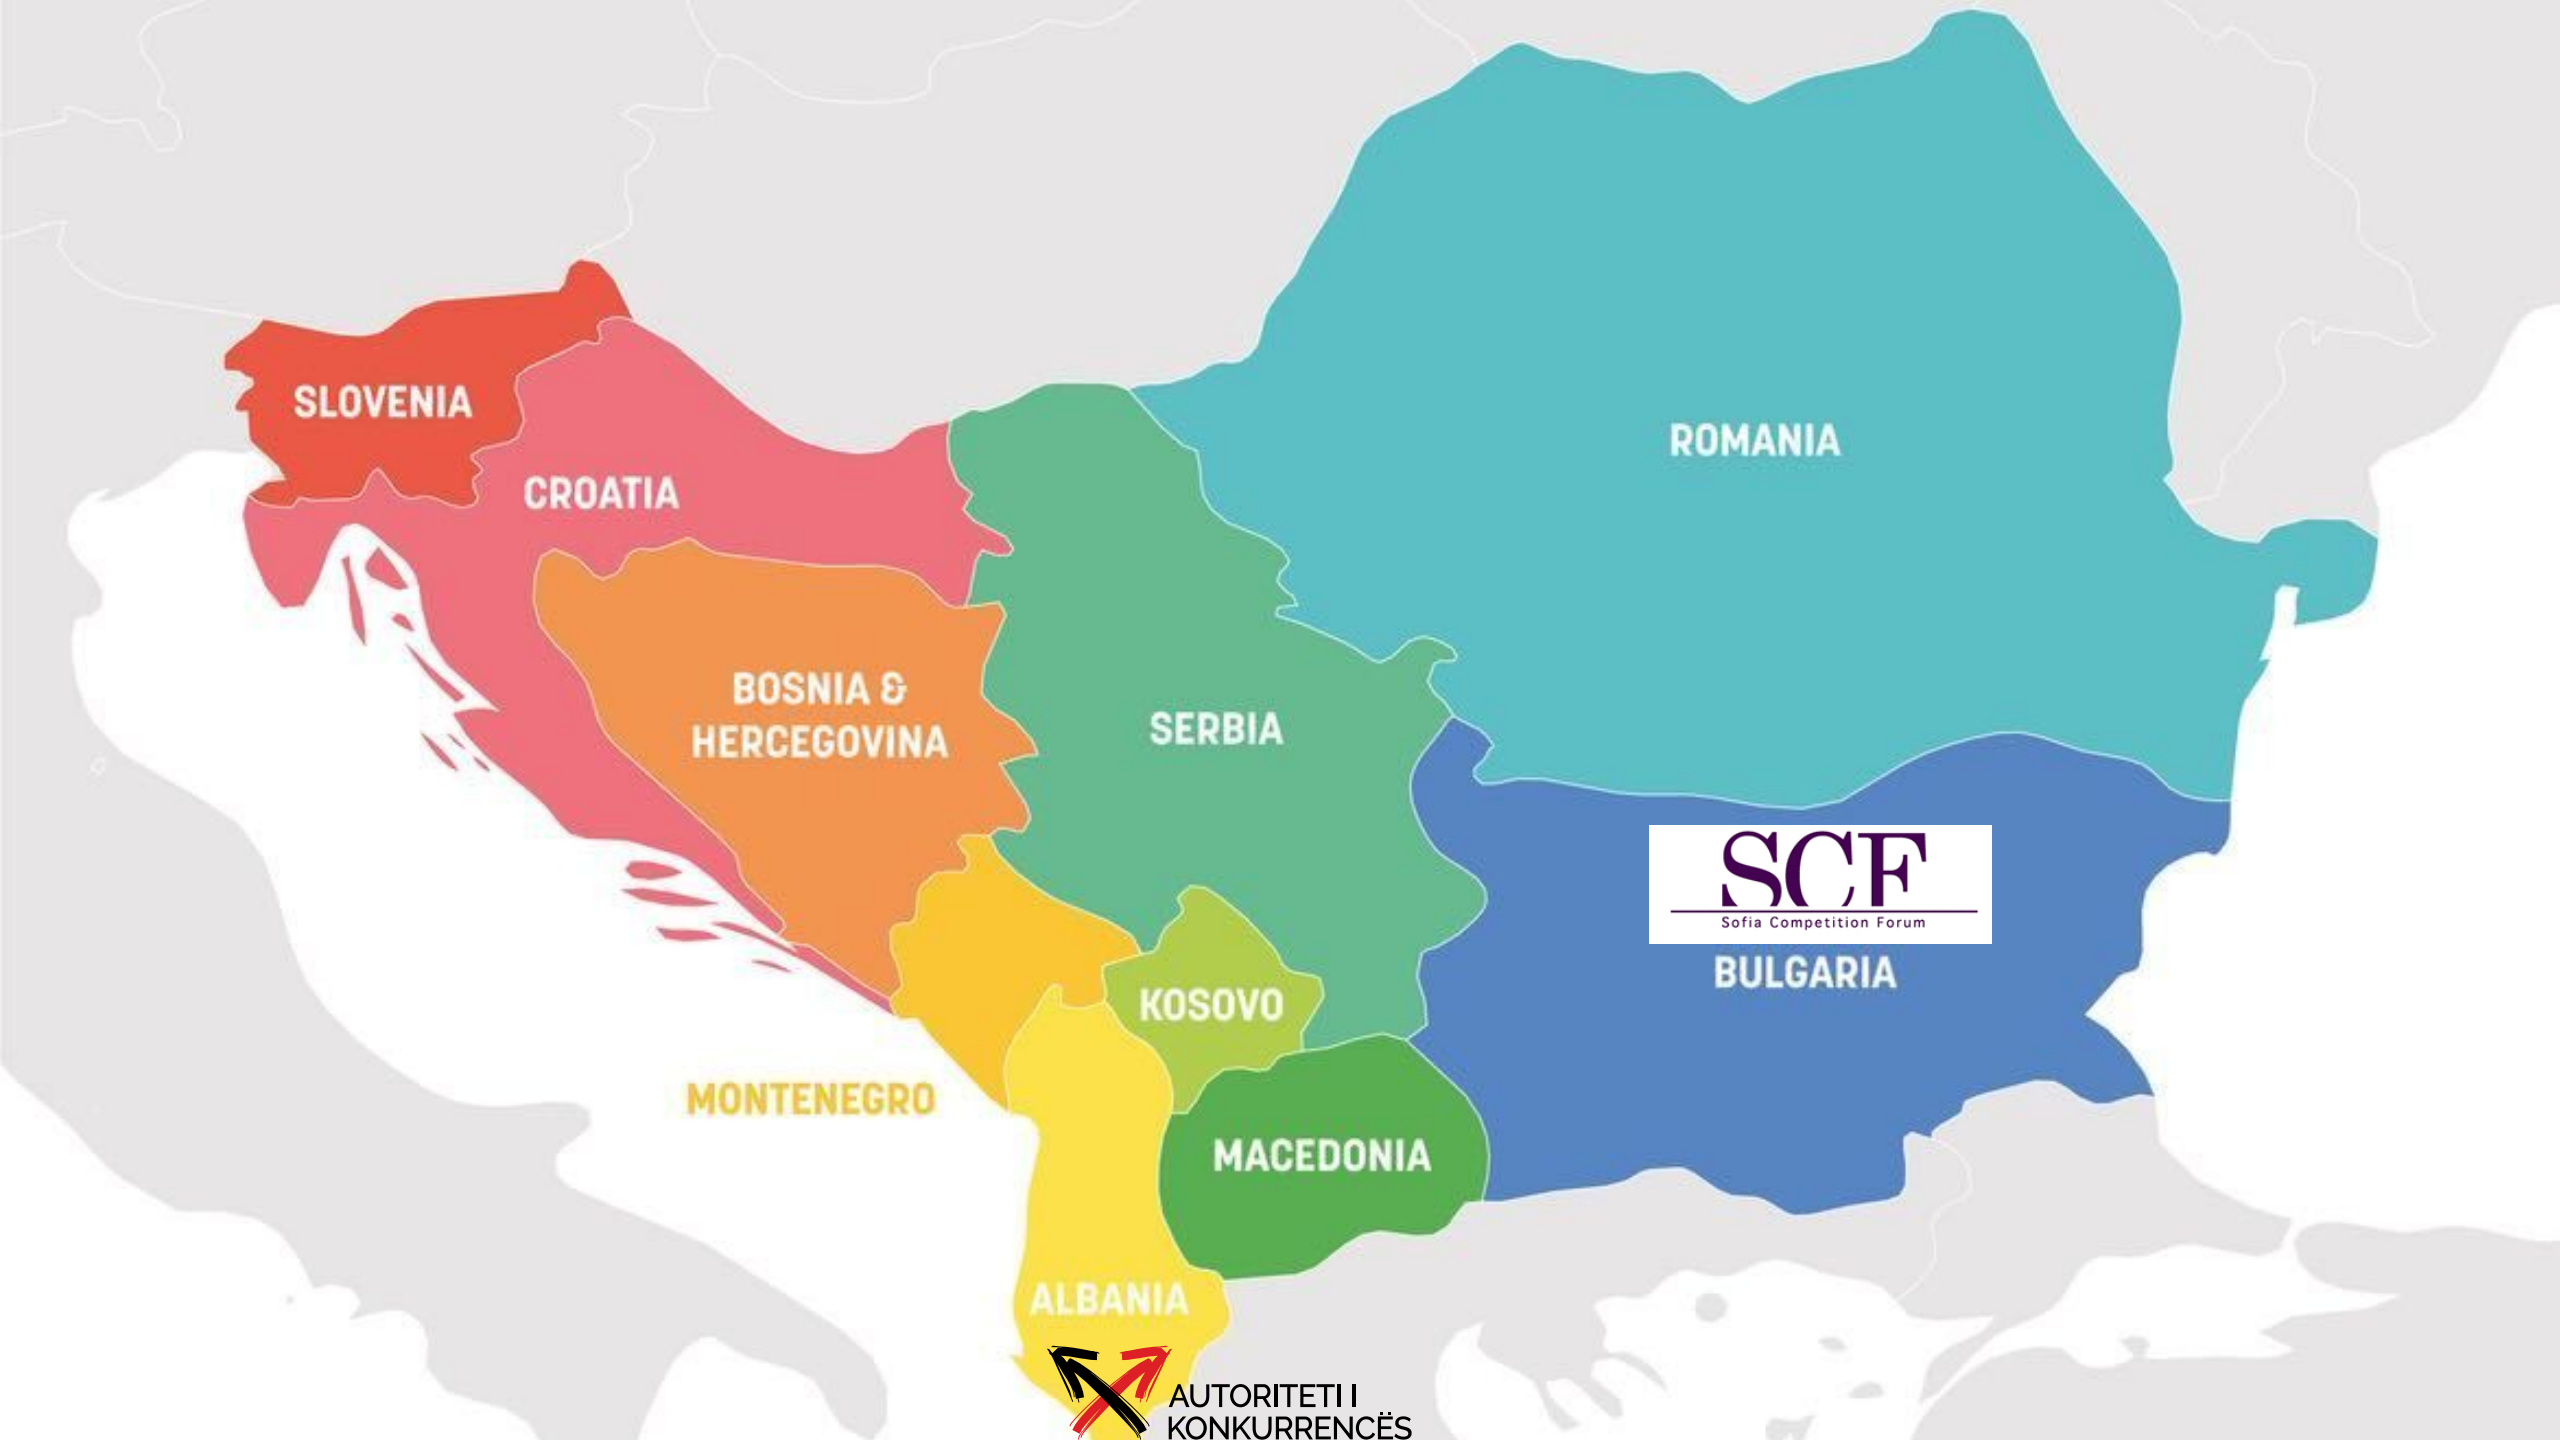 SLOVENIA
CROATIA
ROMANIA
BOSNIA &
HERCEGOVINA
SERBIA
SCF
Sofia Competition Forum
BULGARIA
KOSOVO
MONTENEGRO
MACEDONIA
ALBANIA
AUTORITETI I
KONKURRENCËS